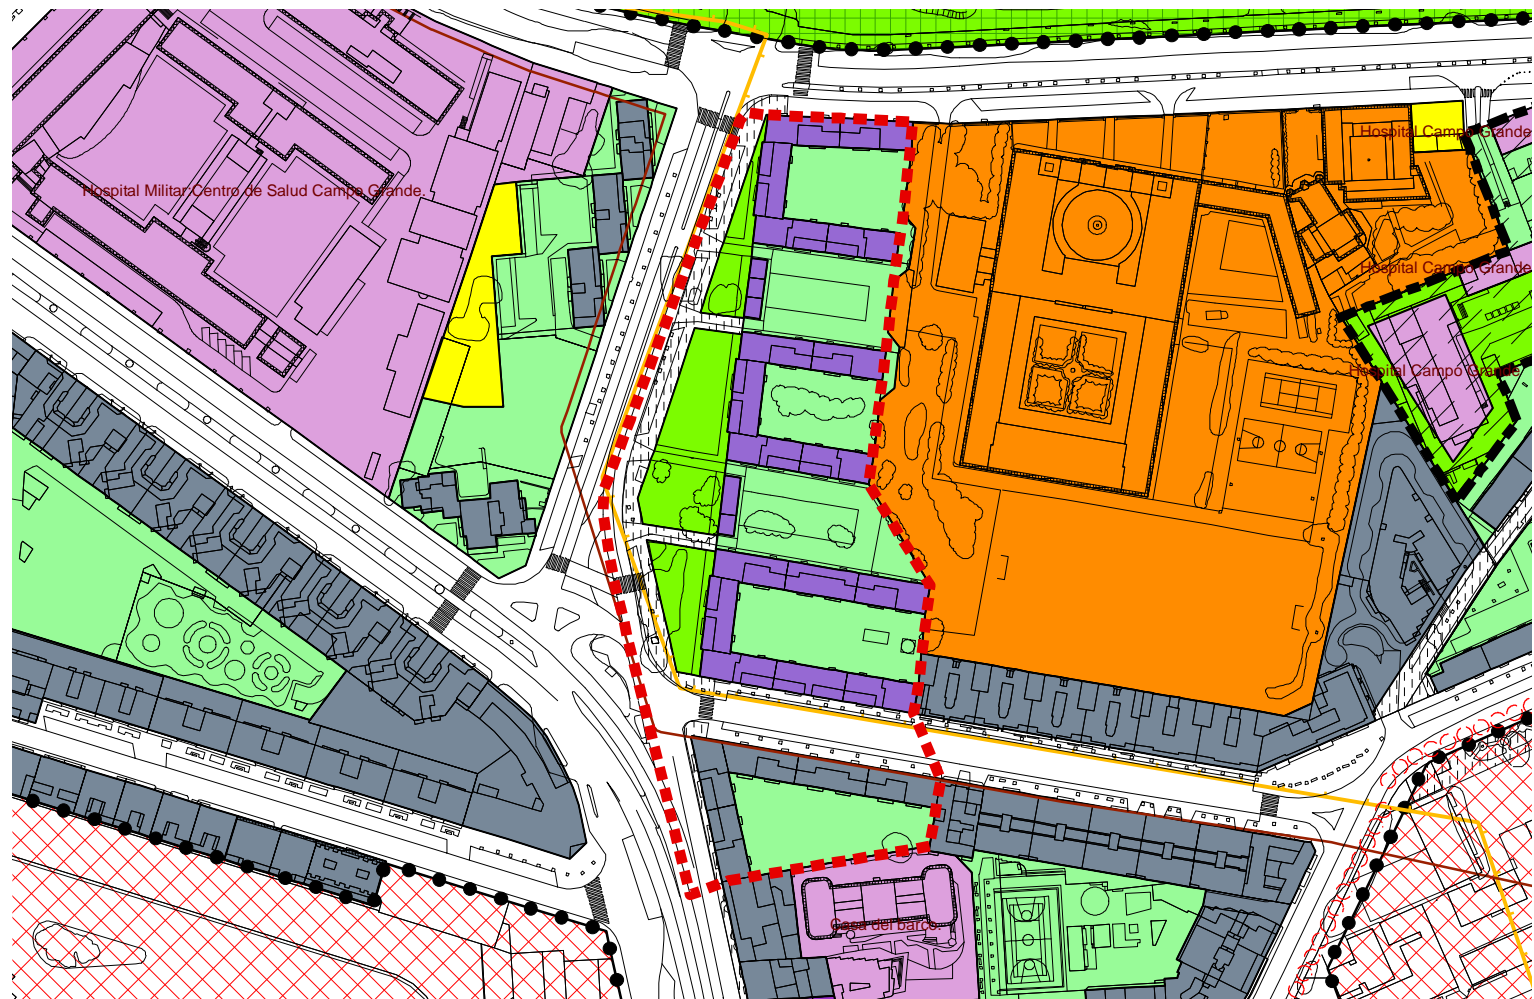 Hospital Campo Grande
Hospital Militar-Centro de Salud Campo Grande.
Hospital Campo Grande
Hospital Campo Grande
Casa del barco